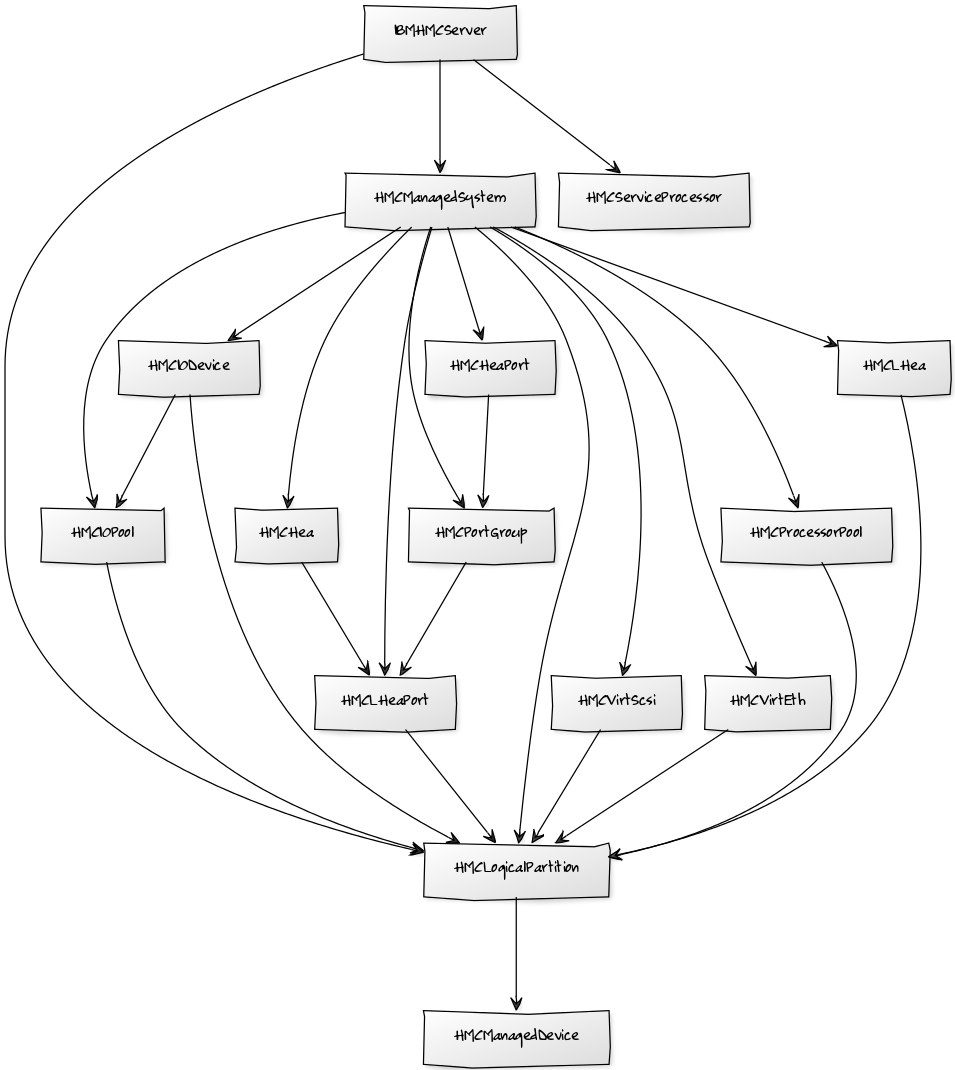 IBMHMCServer
HMCManagedSystem
HMCServiceProcessor
HMCIODevice
HMCHeaPort
HMCLHea
HMCIOPool
HMCHea
HMCPortGroup
HMCProcessorPool
HMCLHeaPort
HMCVirtScsi
HMCVirtEth
HMCLogicalPartition
HMCManagedDevice